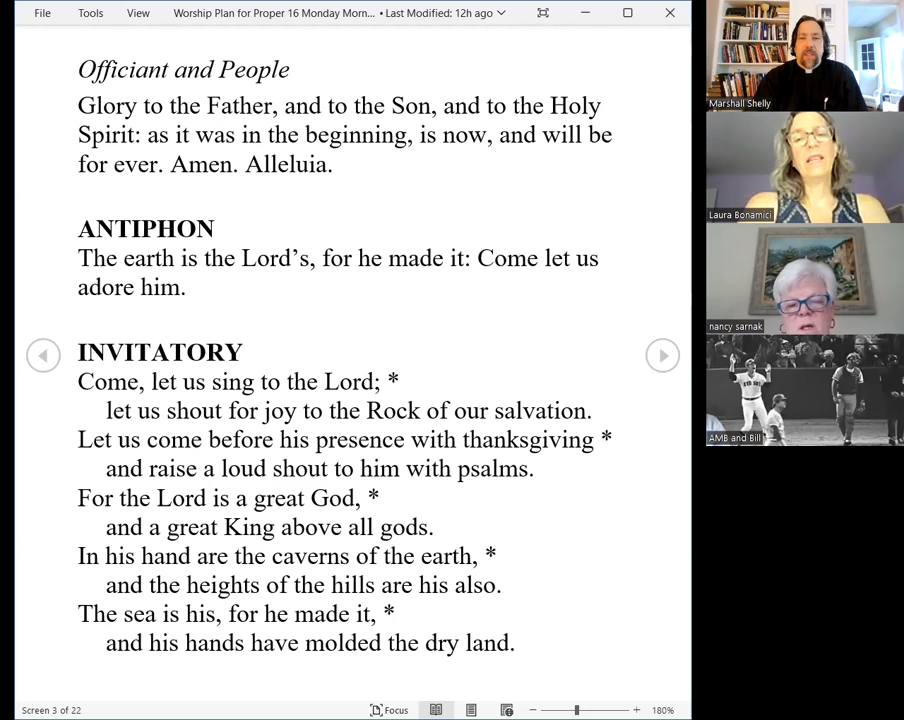 File Tools Worship Plan for Proper 16 Monday Morn... • Last Modified: 12h ago
Officiant and People
Glory to the Father, and to the Son, and to the Holy
Spirit: as it was in the beginning, is now, and will be
for ever. Amen. Alleluia.
ANTIPHON
The earth is the Lord’s, for he made it: Come let us
adore him.
INVITATORY
Come, let us sing to the Lord; *
let us shout for joy to the Rock of our salvation.
Let us come before his presence with thanksgiving *
and raise a loud shout to him with psalms.
For the Lord is a great God, *
and a great King above all gods.
In his hand are the caverns of the earth, *
and the heights of the hills are his also.
The sea is his, for he made it, *
and his hands have molded the dry land.
Screen 3 of 22 Focus 180%
Marshall Shelly
Laura Bonamici
nancy sarnak
RED SOX
AMB and Bill